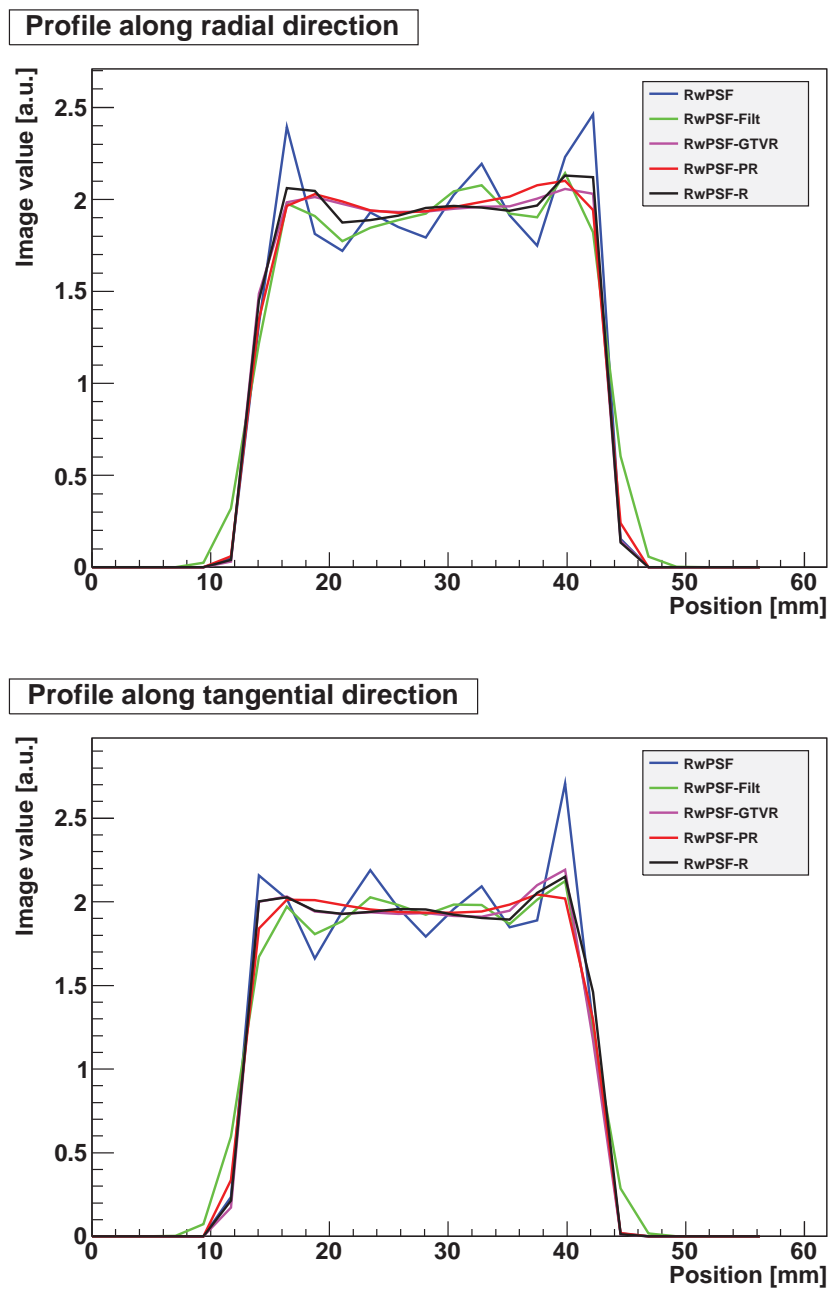 Profile along radial direction
Image value [a.u.]
2.5
2
1.5
1
0.5
0
RwPSF
RwPSF-Filt
RwPSF-GTVR
RwPSF-PR
RwPSF-R
0 10 20 30 40 50 60
Position [mm]
Profile along tangential direction
Image value [a.u.]
2.5
2
1.5
1
0.5
0
RwPSF
RwPSF-Filt
RwPSF-GTVR
RwPSF-PR
RwPSF-R
0 10 20 30 40 50 60
Position [mm]